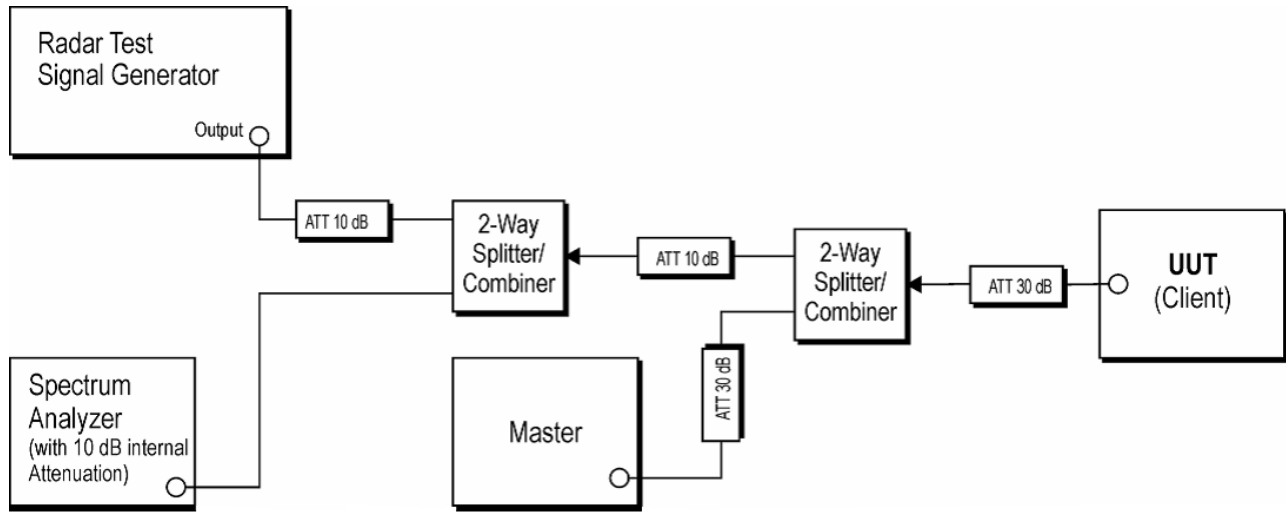 Radar Test
Signal Generator
Output
ATT 10 dB
2-Way
Splitter/
Combiner
ATT 10 dB
2-Way
Splitter/
Combiner
ATT 30 dB
UUT
(Client)
Spectrum
Analyzer
(with 10 dB internal
Attenuation)
Master
ATT 30 dB